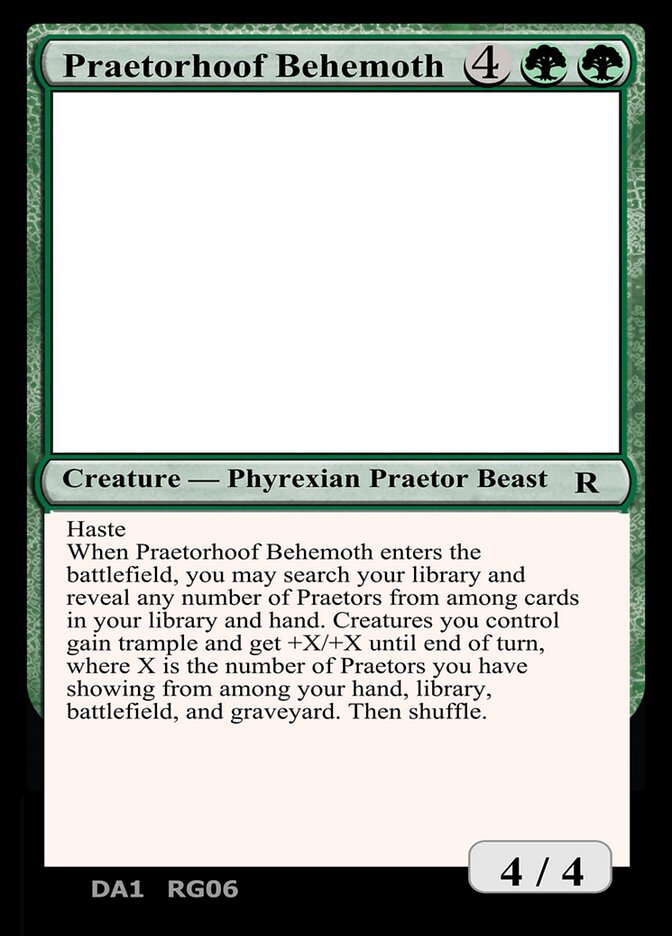 Praetorhoof Behemoth 4
Creature — Phyrexian Praetor Beast R
Haste
When Praetorhoof Behemoth enters the
battlefield, you may search your library and
reveal any number of Praetors from among cards
in your library and hand. Creatures you control
gain trample and get +X/+X until end of turn,
where X is the number of Praetors you have
showing from among your hand, library,
battlefield, and graveyard. Then shuffle.
4 / 4
DA1 RG06